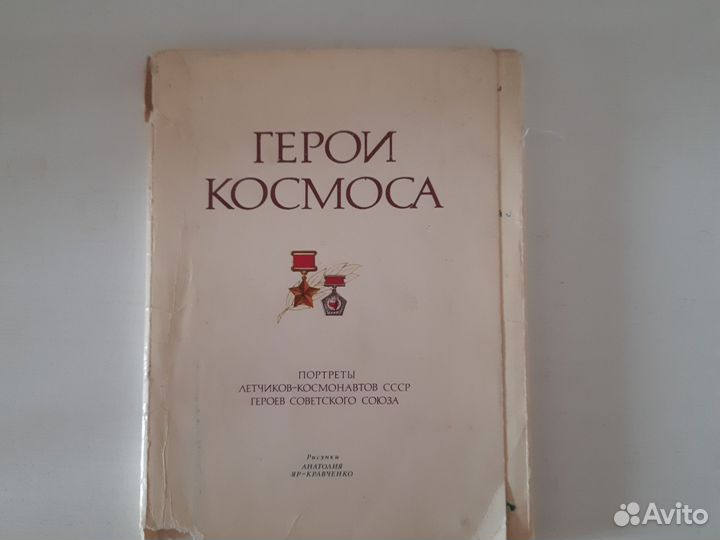 ГЕРОИ
КОСМОСА
ПОРТРЕТЫ
ЛЕТЧИКОВ-КОСМОНАВТОВ СССР
ГЕРОЕВ СОВЕТСКОГО СОЮЗА
Рисунки
АНАТОЛИЯ
ЯР-КРАВЧЕНКО
Avito